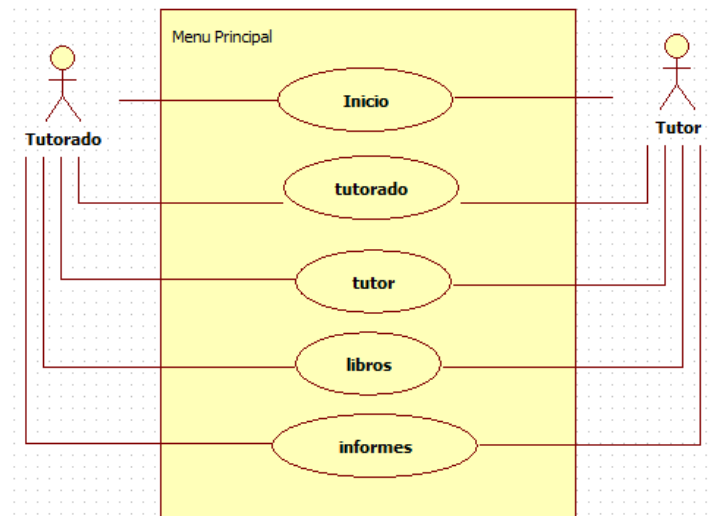 Menu Principal
Inicio
Tutor
Tutorado
tutorado
tutor
libros
informes